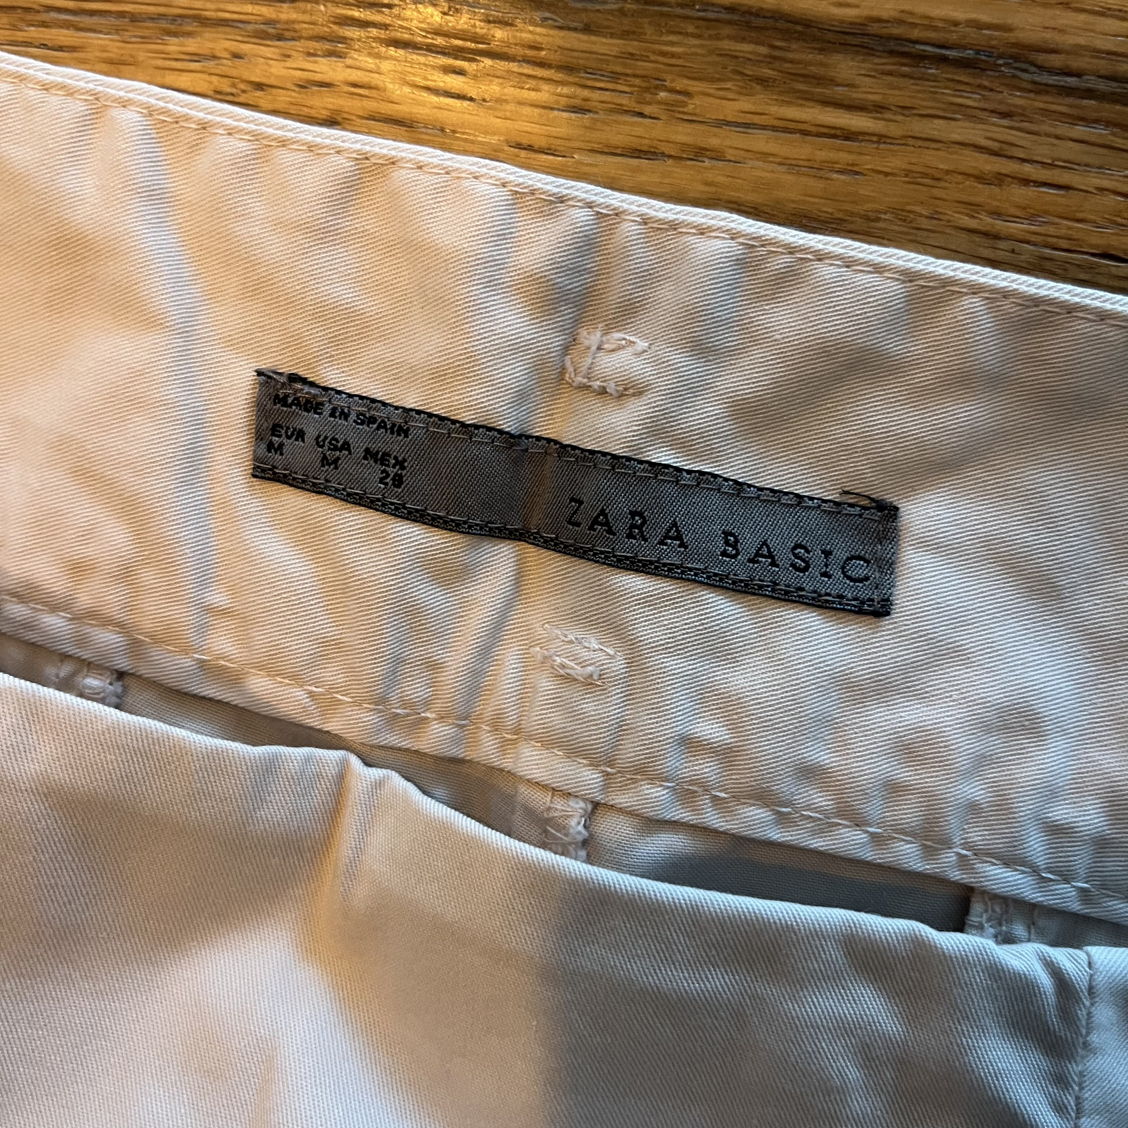 MADE IN SPAIN
EUR USA MEX
M M 28
ZARA BASIC